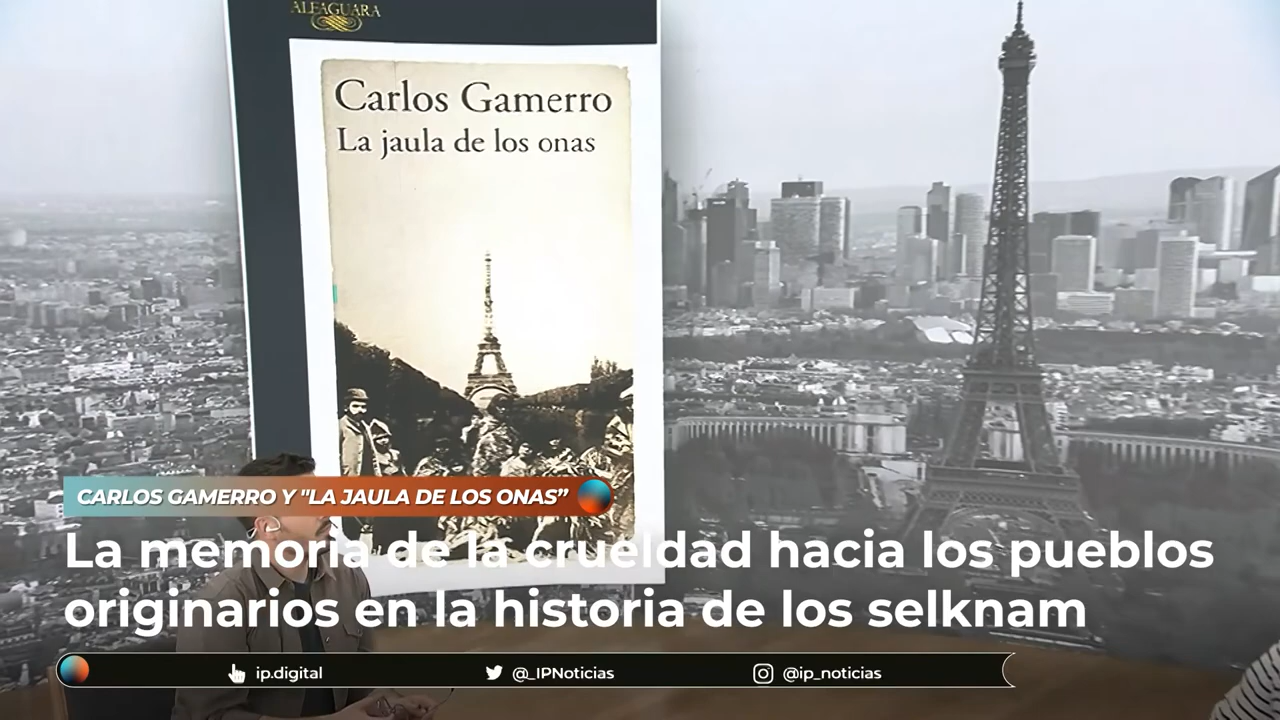 ALFAGUARA
Carlos Gamerro
La jaula de los onas
CARLOS GAMERRO Y "LA JAULA DE LOS ONAS”
La memoria de la crueldad hacia los pueblos
originarios en la historia de los selknam
ip.digital
@_IPNoticias
@ip_noticias